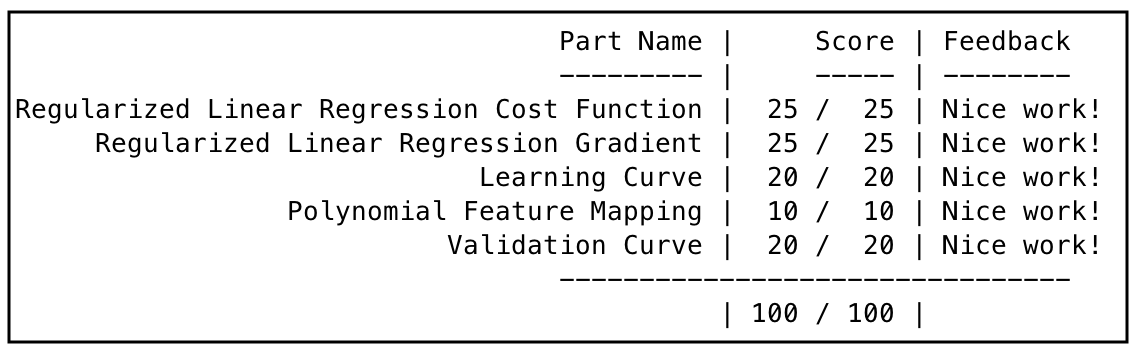 Part Name |     Score | Feedback
--------- |     ----- | --------
Regularized Linear Regression Cost Function |  25 /  25 | Nice work!
Regularized Linear Regression Gradient |  25 /  25 | Nice work!
Learning Curve |  20 /  20 | Nice work!
Polynomial Feature Mapping |  10 /  10 | Nice work!
Validation Curve |  20 /  20 | Nice work!
--------------------------------
| 100 / 100 |